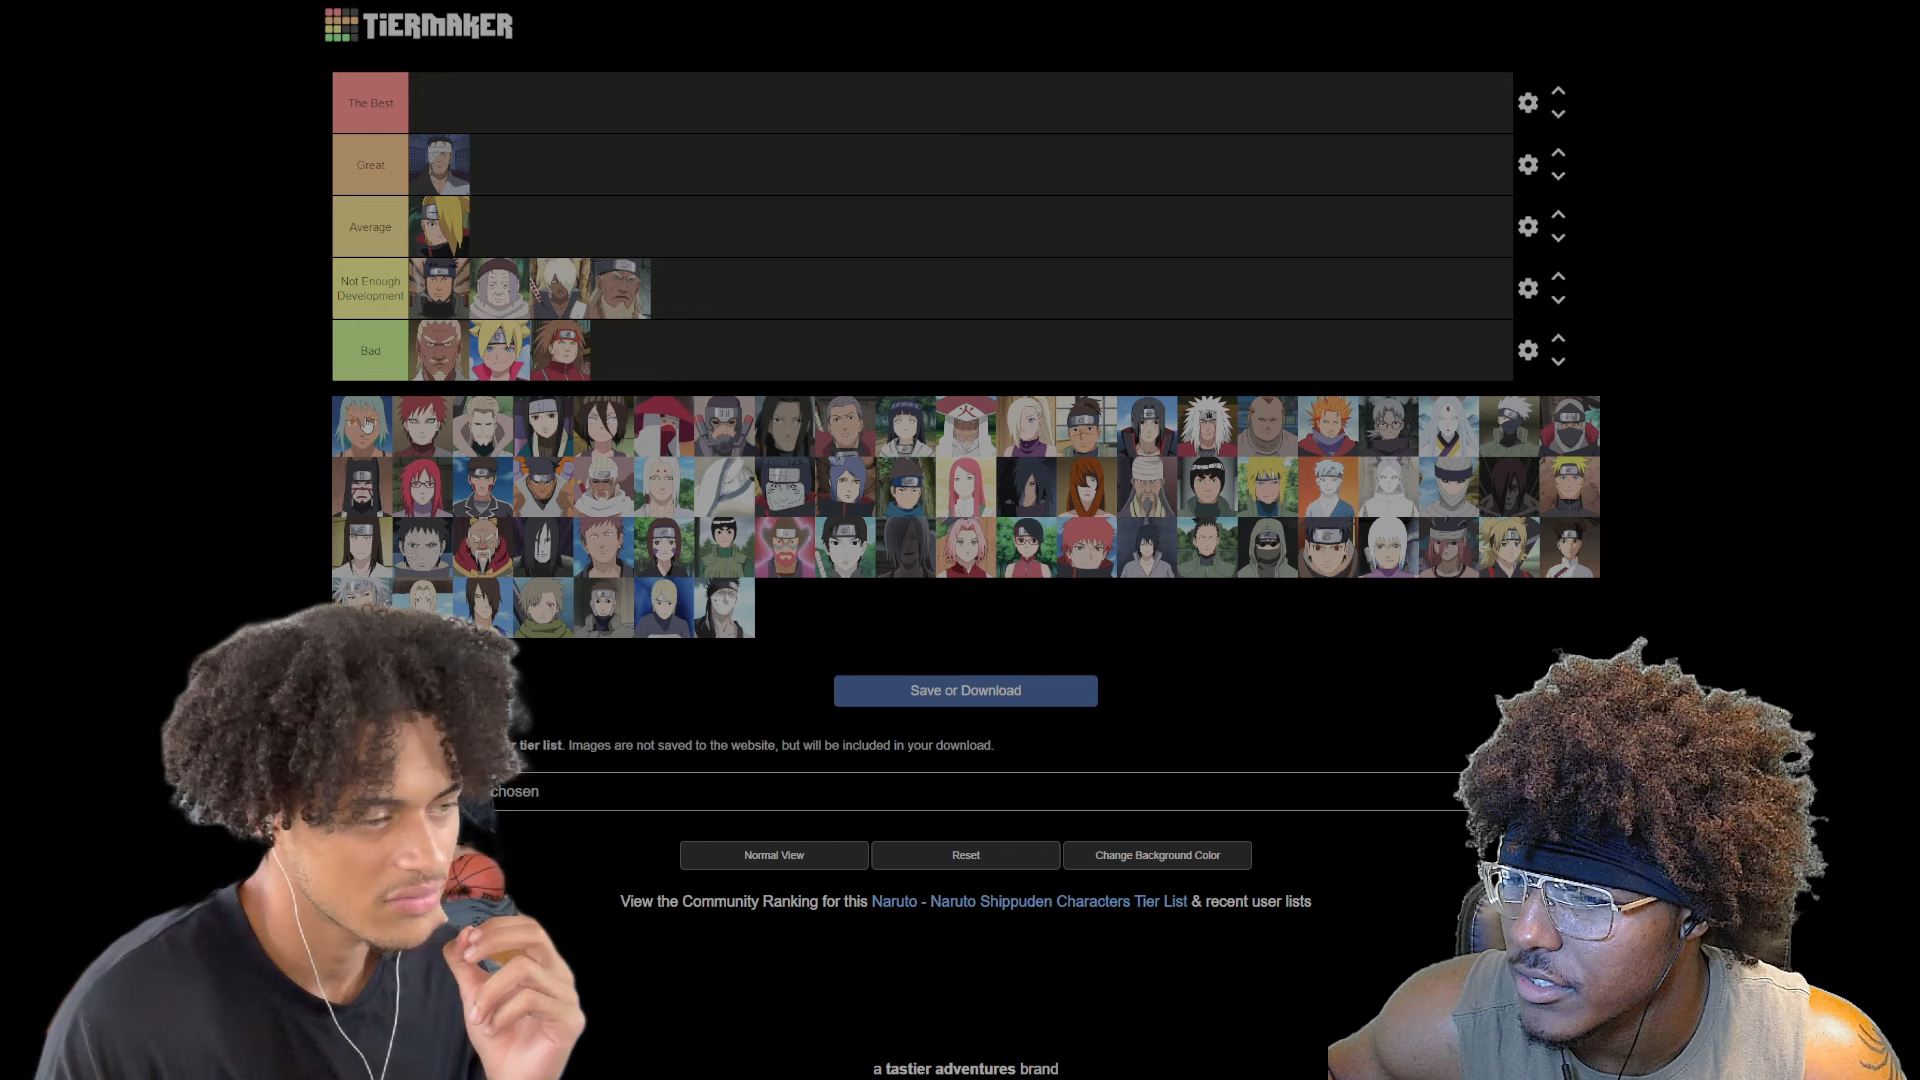 TIERMAKER
The Best
Great
Average
Not Enough
Development
Bad
Save or Download
tier list. Images are not saved to the website, but will be included in your download.
chosen
Normal View
Reset
Change Background Color
View the Community Ranking for this Naruto - Naruto Shippuden Characters Tier List & recent user lists
a tastier adventures brand